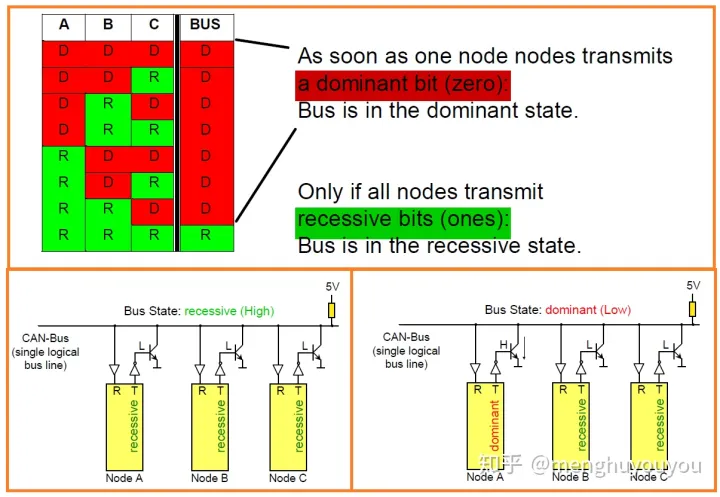 A B C BUS
D D D D
D D R D
D R D D
D R R D
R D D D
R D R D
R R D D
R R R R
As soon as one node nodes transmits
a dominant bit (zero):
Bus is in the dominant state.
Only if all nodes transmit
recessive bits (ones):
Bus is in the recessive state.
5V
Bus State: recessive (High)
CAN-Bus
(single logical
bus line)
L L L
R T R T R T
recessive recessive recessive
Node A Node B Node C
5V
Bus State: dominant (Low)
CAN-Bus
(single logical
bus line)
H L L
R T R T R T
dominant recessive recessive
Node A Node B Node C
知乎 @menghuyouyou